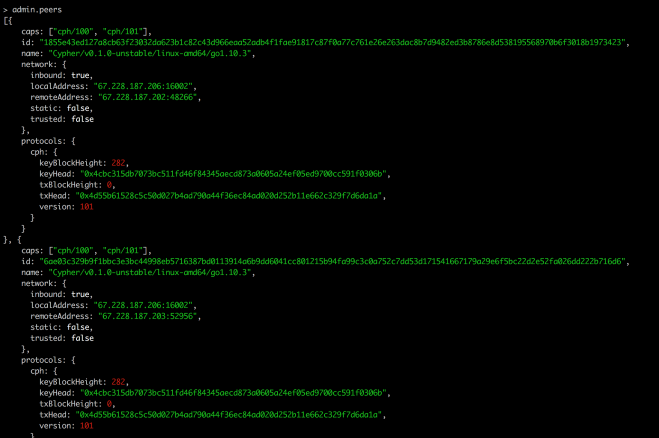 > admin.peers
[{
    caps: ["cph/100", "cph/101"],
    id: "1855e43ed127a8cb63f23032da623b1c82c43d966eaa52adb4f1fae91817c87f0a77c761e26e263dac8b7d9482ed3b8786e8d538195568970b6f3018b1973423",
    name: "Cypher/v0.1.0-unstable/linux-amd64/go1.10.3",
    network: {
      inbound: true,
      localAddress: "67.228.187.206:16002",
      remoteAddress: "67.228.187.202:48266",
      static: false,
      trusted: false
    },
    protocols: {
      cph: {
        keyBlockHeight: 282,
        keyHead: "0x4cbc315db7073bc511fd46f84345aecd873a0605a24ef05ed9700cc591f0306b",
        txBlockHeight: 0,
        txHead: "0x4d55b61528c5c50d027b4ad790a44f36ec84ad020d252b11e662c329f7d6da1a",
        version: 101
      }
    }
}, {
    caps: ["cph/100", "cph/101"],
    id: "6ae03c329b9f1bbc3e3bc44998eb5716387bd0113914a6b9dd6041cc801215b94fa99c3c0a752c7dd53d171541667179a29e6f5bc22d2e52fa026dd222b716d6",
    name: "Cypher/v0.1.0-unstable/linux-amd64/go1.10.3",
    network: {
      inbound: true,
      localAddress: "67.228.187.206:16002",
      remoteAddress: "67.228.187.203:52956",
      static: false,
      trusted: false
    },
    protocols: {
      cph: {
        keyBlockHeight: 282,
        keyHead: "0x4cbc315db7073bc511fd46f84345aecd873a0605a24ef05ed9700cc591f0306b",
        txBlockHeight: 0,
        txHead: "0x4d55b61528c5c50d027b4ad790a44f36ec84ad020d252b11e662c329f7d6da1a",
        version: 101
      }